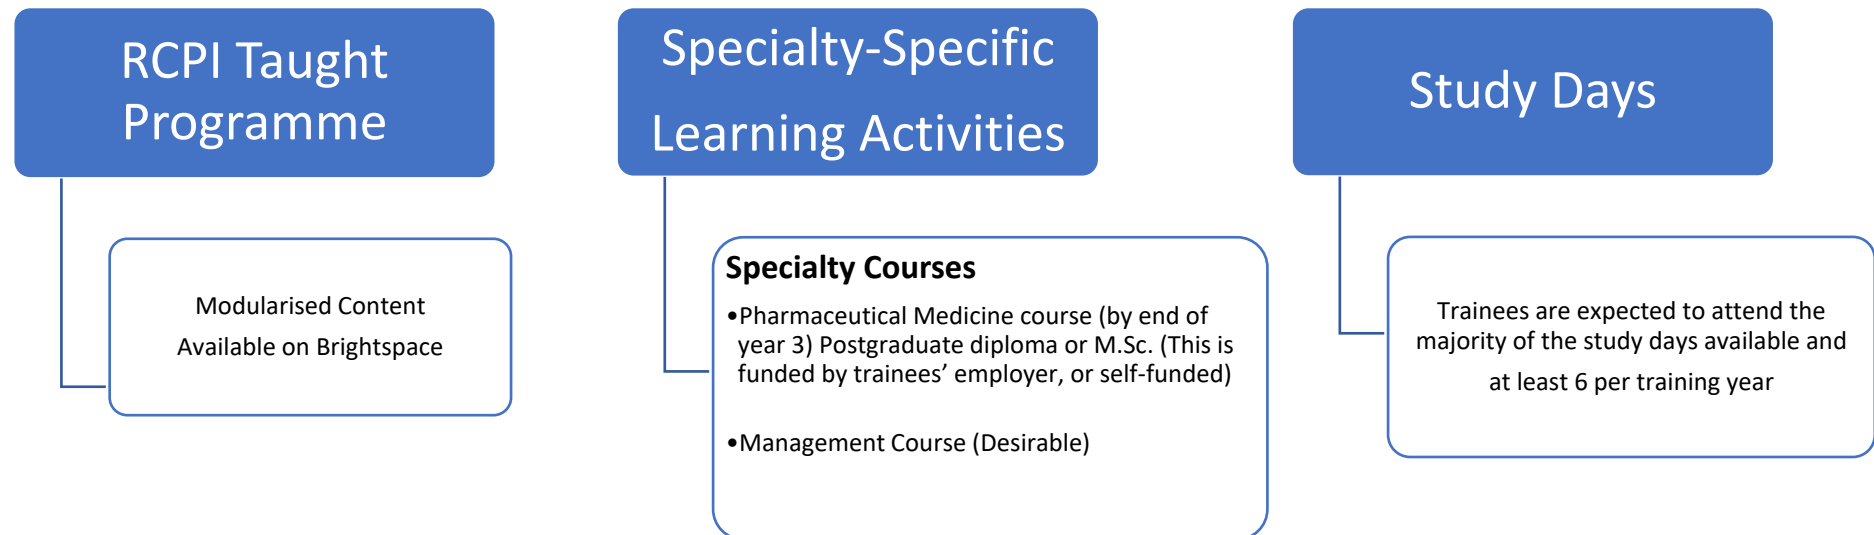 RCPI Taught
Programme
Modularised Content
Available on Brightspace
Specialty-Specific
Learning Activities
Specialty Courses
•Pharmaceutical Medicine course (by end of
year 3) Postgraduate diploma or M.Sc. (This is
funded by trainees’ employer, or self-funded)
•Management Course (Desirable)
Study Days
Trainees are expected to attend the
majority of the study days available and
at least 6 per training year